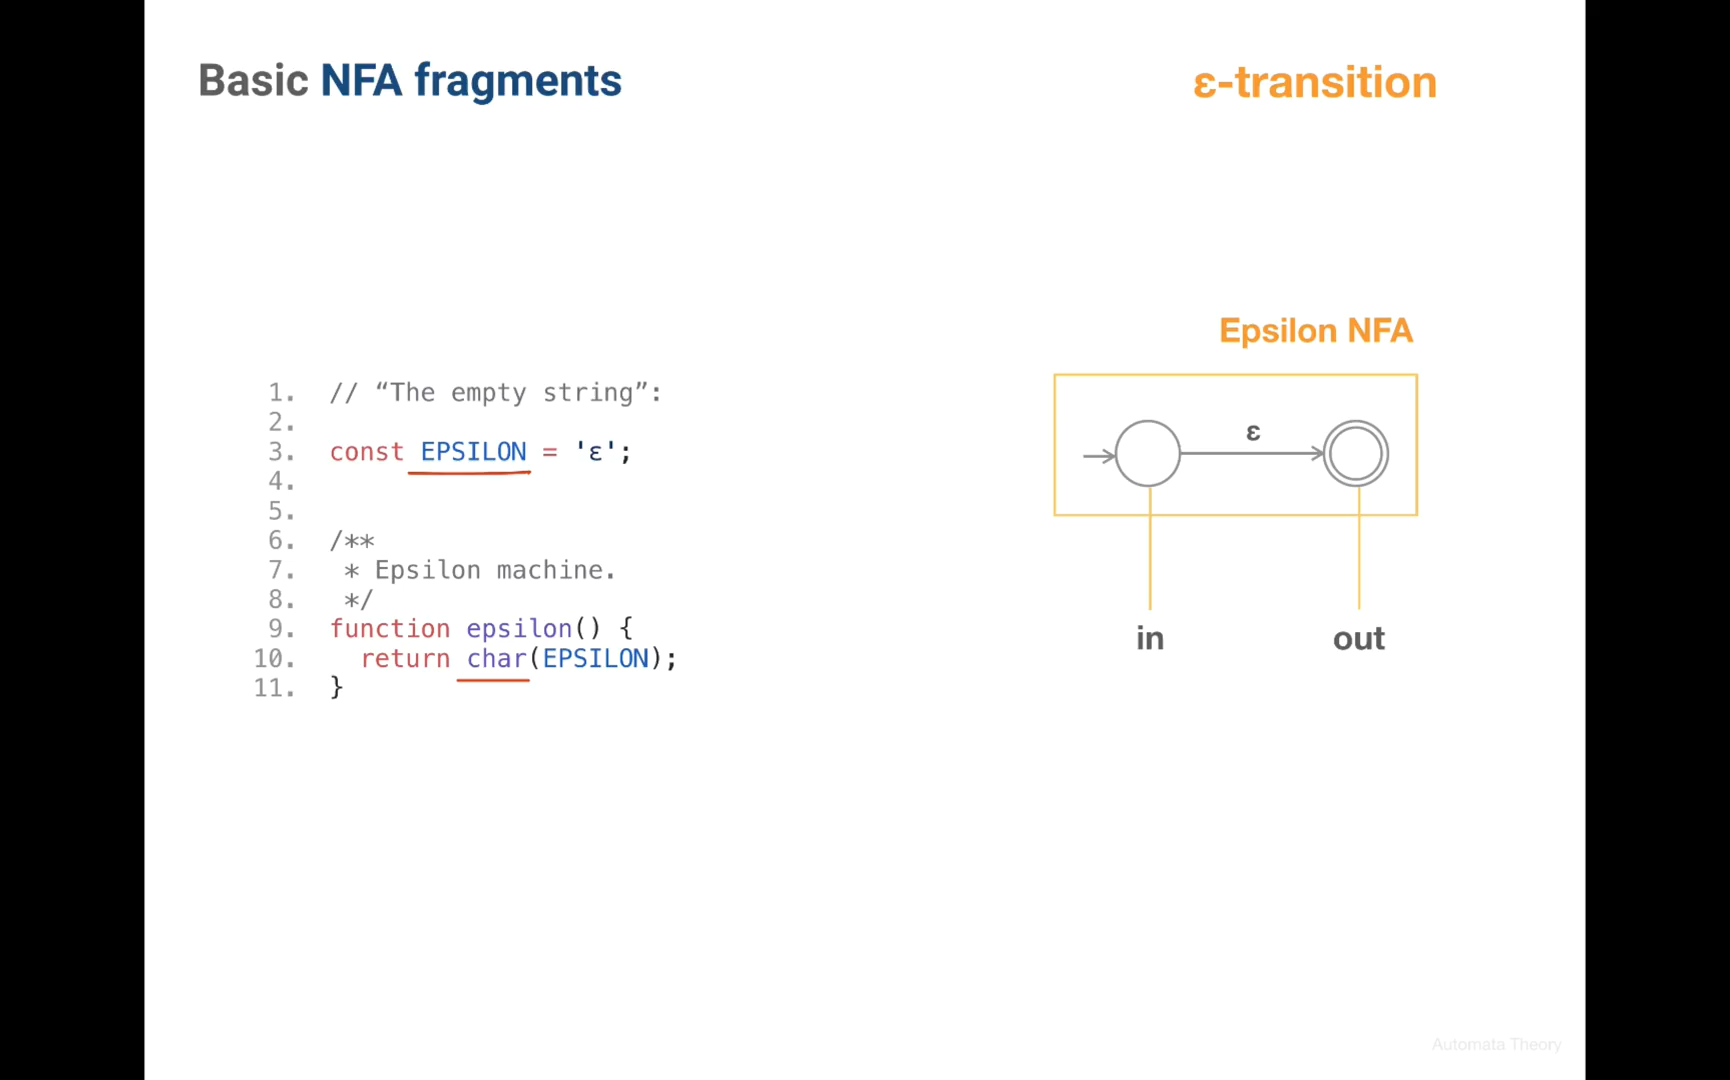 Basic NFA fragments
ε-transition
1. // “The empty string”:
2.
3. const EPSILON = 'ε';
4.
5.
6. /**
7.  * Epsilon machine.
8.  */
9. function epsilon() {
10.   return char(EPSILON);
11. }
Epsilon NFA
ε
in
out
Automata Theory